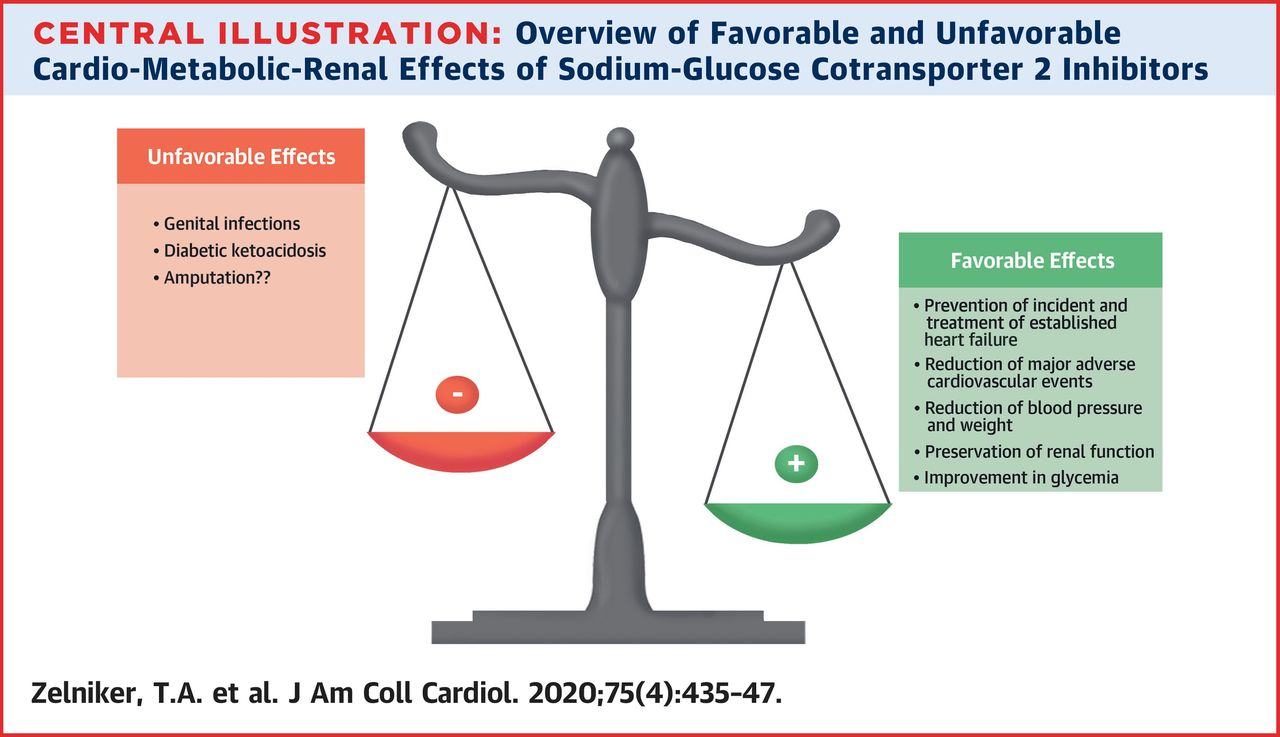 CENTRAL ILLUSTRATION: Overview of Favorable and Unfavorable
Cardio-Metabolic-Renal Effects of Sodium-Glucose Cotransporter 2 Inhibitors
Unfavorable Effects
• Genital infections
• Diabetic ketoacidosis
• Amputation??
-
+
Favorable Effects
• Prevention of incident and
treatment of established
heart failure
• Reduction of major adverse
cardiovascular events
• Reduction of blood pressure
and weight
• Preservation of renal function
• Improvement in glycemia
Zelniker, T.A. et al. J Am Coll Cardiol. 2020;75(4):435–47.